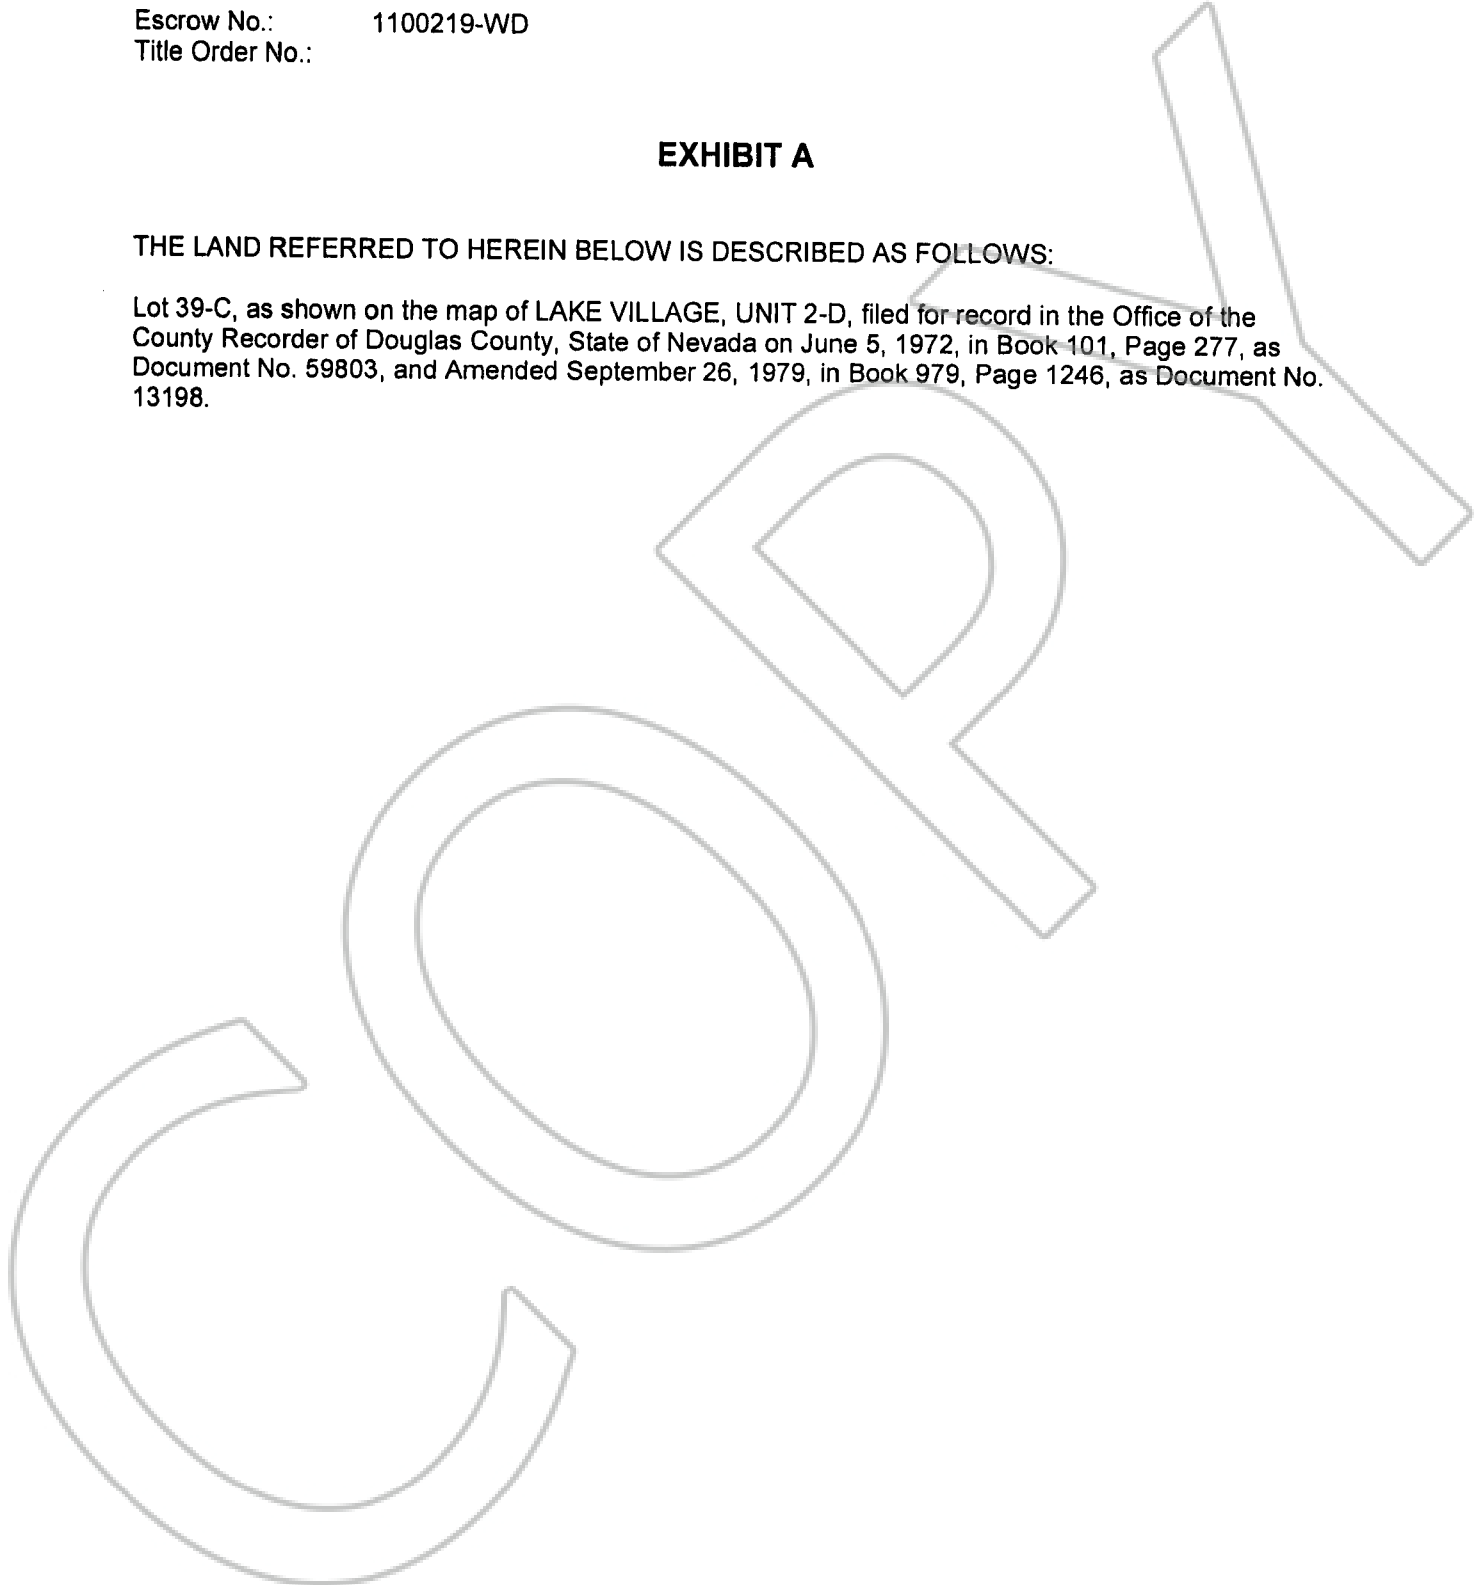 Escrow No.: 1100219-WD
Title Order No.:
EXHIBIT A
THE LAND REFERRED TO HEREIN BELOW IS DESCRIBED AS FOLLOWS:
Lot 39-C, as shown on the map of LAKE VILLAGE, UNIT 2-D, filed for record in the Office of the
County Recorder of Douglas County, State of Nevada on June 5, 1972, in Book 101, Page 277, as
Document No. 59803, and Amended September 26, 1979, in Book 979, Page 1246, as Document No.
13198.
COPY